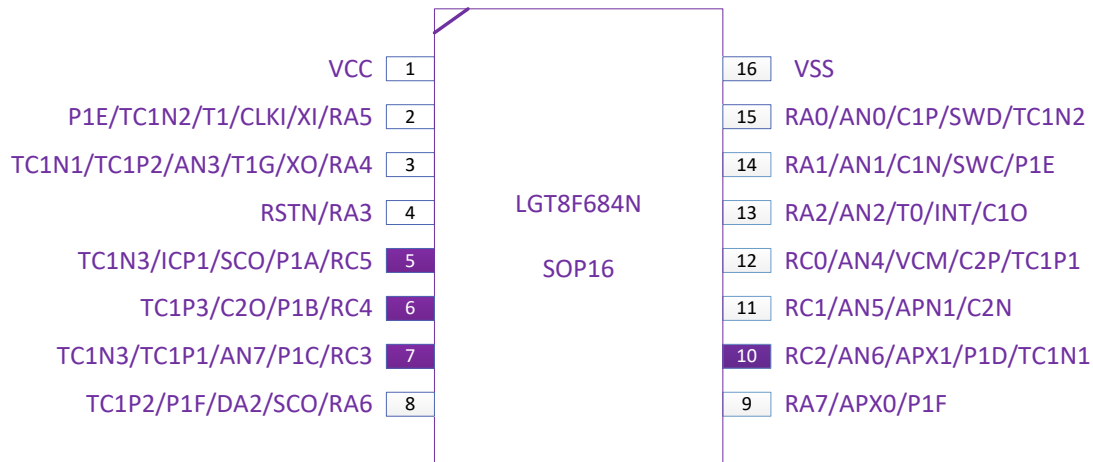 VCC 1 16 VSS
P1E/TC1N2/T1/CLKI/XI/RA5 2 15 RA0/AN0/C1P/SWD/TC1N2
TC1N1/TC1P2/AN3/T1G/XO/RA4 3 14 RA1/AN1/C1N/SWC/P1E
LGT8F684N
RSTN/RA3 4 13 RA2/AN2/T0/INT/C1O
TC1N3/ICP1/SCO/P1A/RC5 5 12 RC0/AN4/VCM/C2P/TC1P1
SOP16
TC1P3/C2O/P1B/RC4 6 11 RC1/AN5/APN1/C2N
TC1N3/TC1P1/AN7/P1C/RC3 7 10 RC2/AN6/APX1/P1D/TC1N1
TC1P2/P1F/DA2/SCO/RA6 8 9 RA7/APX0/P1F